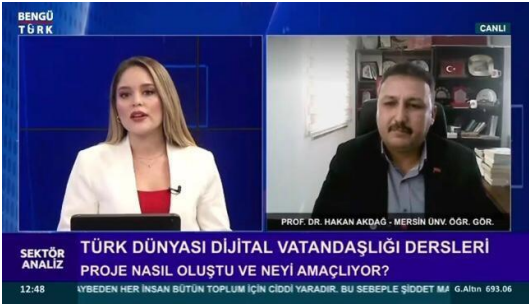 BENGÜ
TÜRK
CANLI
PROF. DR. HAKAN AKDAĞ - MERSİN ÜNV. ÖĞR. GÖR.
SEKTÖR
ANALİZ
TÜRK DÜNYASI DİJİTAL VATANDAŞLIĞI DERSLERİ
PROJE NASIL OLUŞTU VE NEYİ AMAÇLIYOR?
12:48
AYBEDEN HER İNSAN BÜTÜN TOPLUM İÇİN CİDDİ YARADIR. BU SEBEPLE ŞİDDET MA
G.Altın 693,06